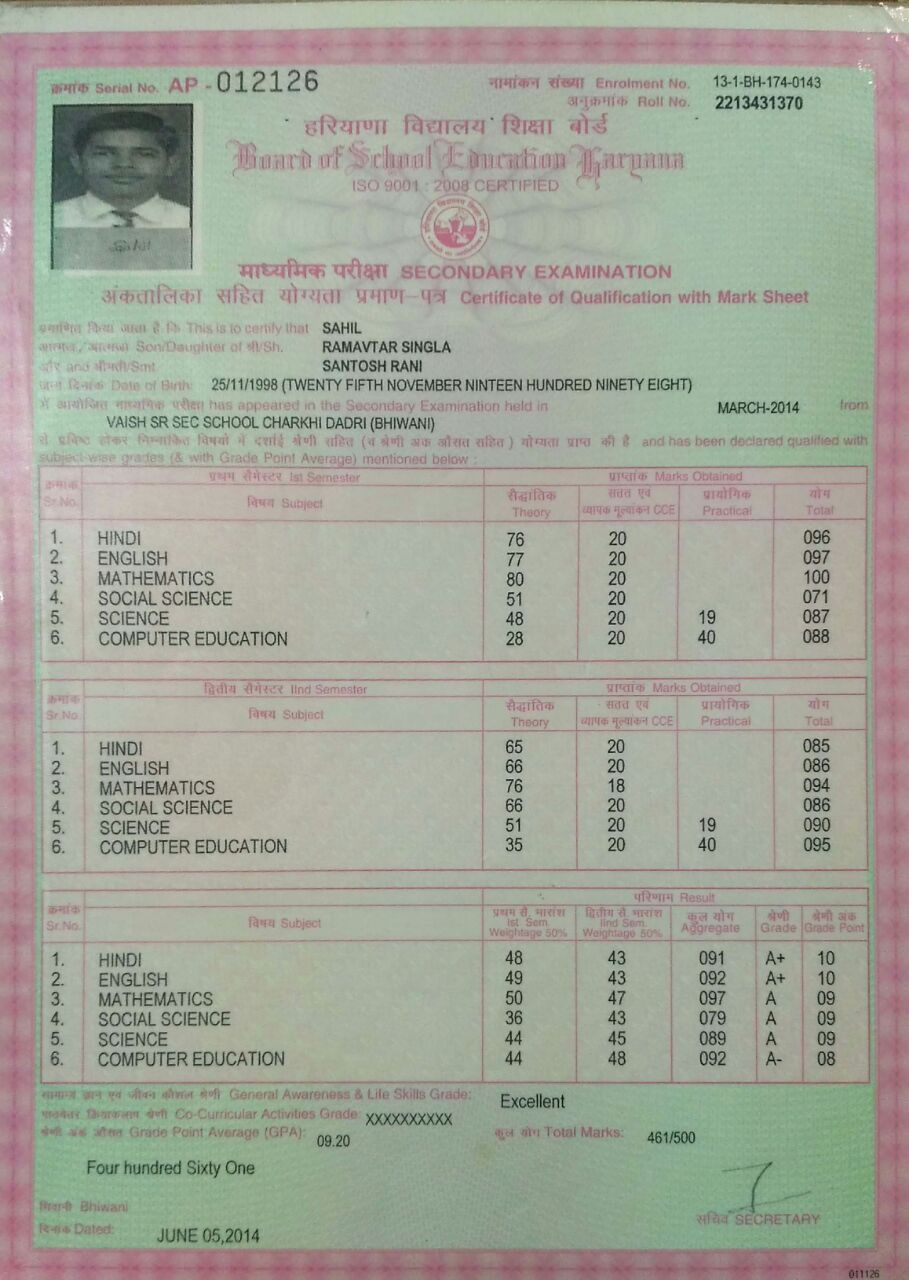 क्रमांक Serial No. AP - 012126
नामांकन संख्या Enrolment No. 13-1-BH-174-0143
अनुक्रमांक Roll No. 2213431370
हरियाणा विद्यालय शिक्षा बोर्ड
Board of School Education Haryana
ISO 9001 : 2008 CERTIFIED
माध्यमिक परीक्षा SECONDARY EXAMINATION
अंकतालिका सहित योग्यता प्रमाण-पत्र Certificate of Qualification with Mark Sheet
प्रमाणित किया जाता है कि This is to certify that SAHIL
आत्मज/आत्मजा Son/Daughter of श्री/Sh. RAMAVTAR SINGLA
और and श्रीमती/Smt SANTOSH RANI
जन्म दिनांक Date of Birth: 25/11/1998 (TWENTY FIFTH NOVEMBER NINTEEN HUNDRED NINETY EIGHT)
में आयोजित माध्यमिक परीक्षा has appeared in the Secondary Examination held in MARCH-2014 from
VAISH SR SEC SCHOOL CHARKHI DADRI (BHIWANI)
से प्रविष्ठ होकर निम्नांकित विषयों में दर्शाई श्रेणी सहित (व श्रेणी अंक औसत सहित) योग्यता प्राप्त की है and has been declared qualified with
subject-wise grades (& with Grade Point Average) mentioned below :
क्रमांक Sr.No. प्रथम सैमेस्टर Ist Semester प्राप्तांक Marks Obtained
विषय Subject सैद्धांतिक Theory सतत एवं व्यापक मूल्यांकन CCE प्रायोगिक Practical योग Total
1. HINDI 76 20 096
2. ENGLISH 77 20 097
3. MATHEMATICS 80 20 100
4. SOCIAL SCIENCE 51 20 071
5. SCIENCE 48 20 19 087
6. COMPUTER EDUCATION 28 20 40 088
क्रमांक Sr.No. द्वितीय सैमेस्टर IInd Semester प्राप्तांक Marks Obtained
विषय Subject सैद्धांतिक Theory सतत एवं व्यापक मूल्यांकन CCE प्रायोगिक Practical योग Total
1. HINDI 65 20 085
2. ENGLISH 66 20 086
3. MATHEMATICS 76 18 094
4. SOCIAL SCIENCE 66 20 086
5. SCIENCE 51 20 19 090
6. COMPUTER EDUCATION 35 20 40 095
क्रमांक Sr.No. विषय Subject परिणाम Result
प्रथम सै. भारांश Ist Sem. Weightage 50% द्वितीय सै. भारांश IInd Sem. Weightage 50% कुल योग Aggregate श्रेणी Grade श्रेणी अंक Grade Point
1. HINDI 48 43 091 A+ 10
2. ENGLISH 49 43 092 A+ 10
3. MATHEMATICS 50 47 097 A 09
4. SOCIAL SCIENCE 36 43 079 A 09
5. SCIENCE 44 45 089 A 09
6. COMPUTER EDUCATION 44 48 092 A- 08
सामान्य ज्ञान एवं जीवन कौशल श्रेणी General Awareness & Life Skills Grade: Excellent
पाठ्येतर क्रियाकलाप श्रेणी Co-Curricular Activities Grade: XXXXXXXXXX
श्रेणी अंक औसत Grade Point Average (GPA): 09.20 कुल योग Total Marks: 461/500
Four hundred Sixty One
भिवानी Bhiwani
दिनांक Dated: JUNE 05,2014
सचिव SECRETARY
011126